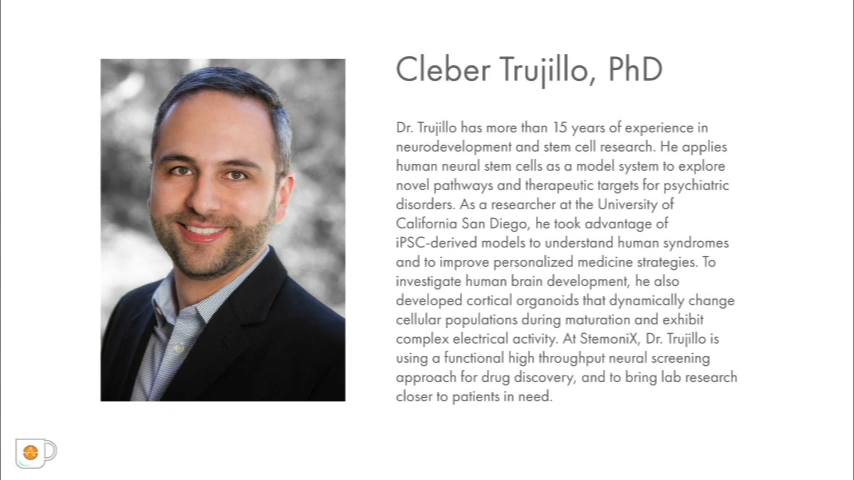 Cleber Trujillo, PhD
Dr. Trujillo has more than 15 years of experience in
neurodevelopment and stem cell research. He applies
human neural stem cells as a model system to explore
novel pathways and therapeutic targets for psychiatric
disorders. As a researcher at the University of
California San Diego, he took advantage of
iPSC-derived models to understand human syndromes
and to improve personalized medicine strategies. To
investigate human brain development, he also
developed cortical organoids that dynamically change
cellular populations during maturation and exhibit
complex electrical activity. At StemoniX, Dr. Trujillo is
using a functional high throughput neural screening
approach for drug discovery, and to bring lab research
closer to patients in need.